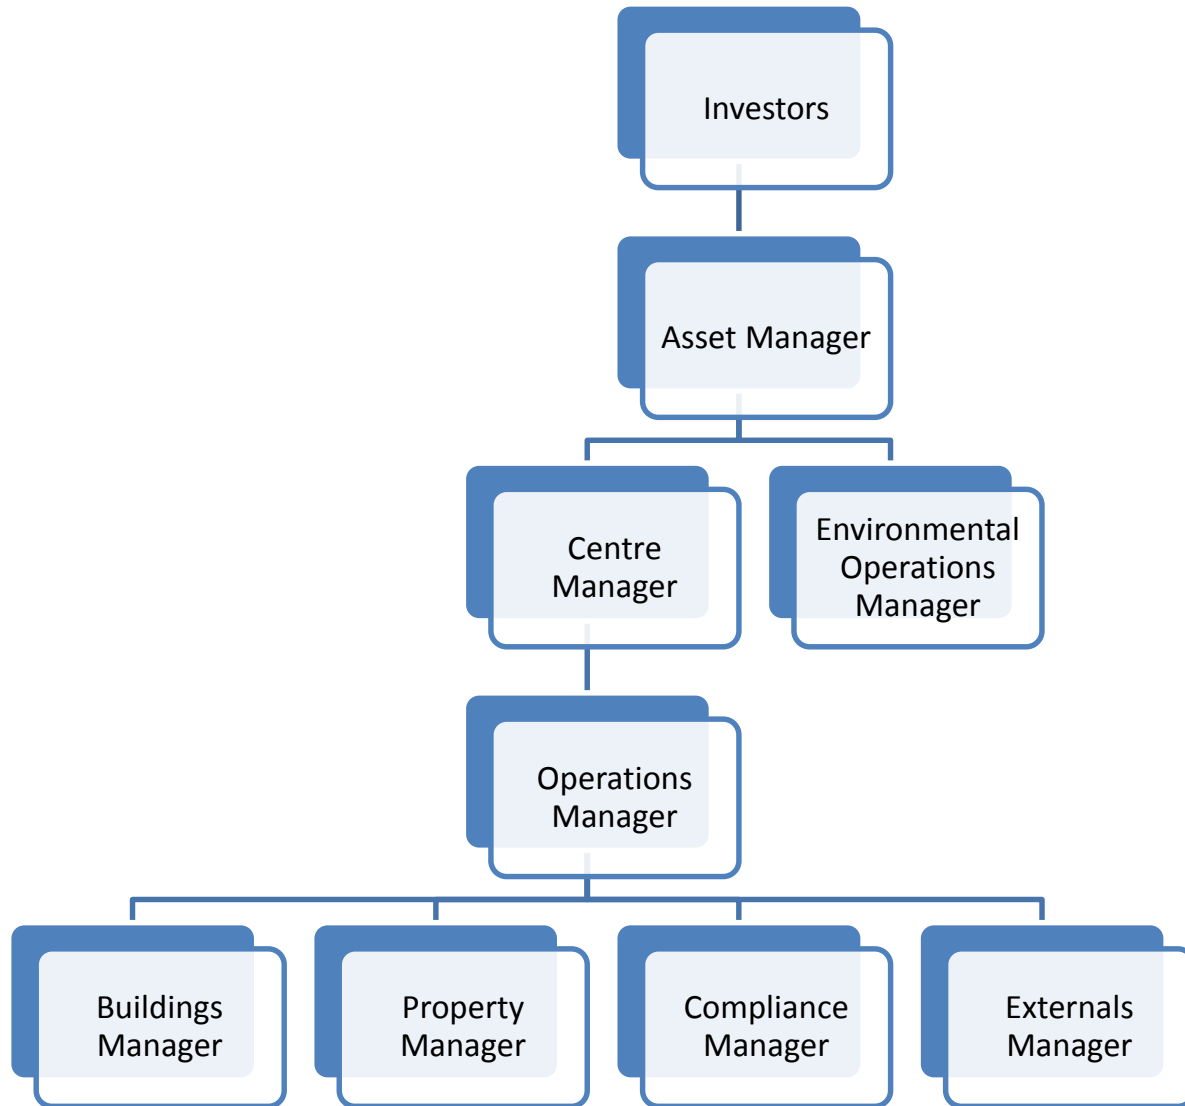 Investors
Asset Manager
Centre
Manager
Environmental
Operations
Manager
Operations
Manager
Buildings
Manager
Property
Manager
Compliance
Manager
Externals
Manager